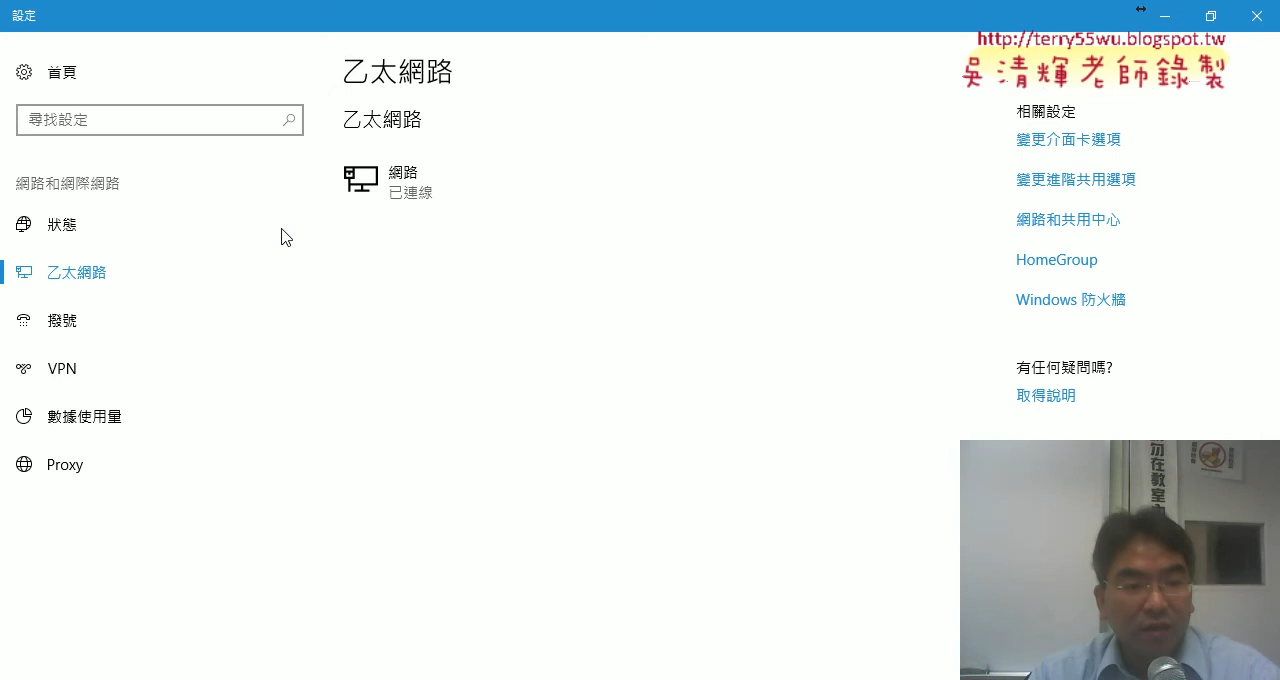 設定
http://terry55wu.blogspot.tw
吳清輝老師錄製
首頁
尋找設定
網路和網際網路
狀態
乙太網路
撥號
VPN
數據使用量
Proxy
乙太網路
乙太網路
網路
已連線
相關設定
變更介面卡選項
變更進階共用選項
網路和共用中心
HomeGroup
Windows 防火牆
有任何疑問嗎?
取得說明
勿在教室內